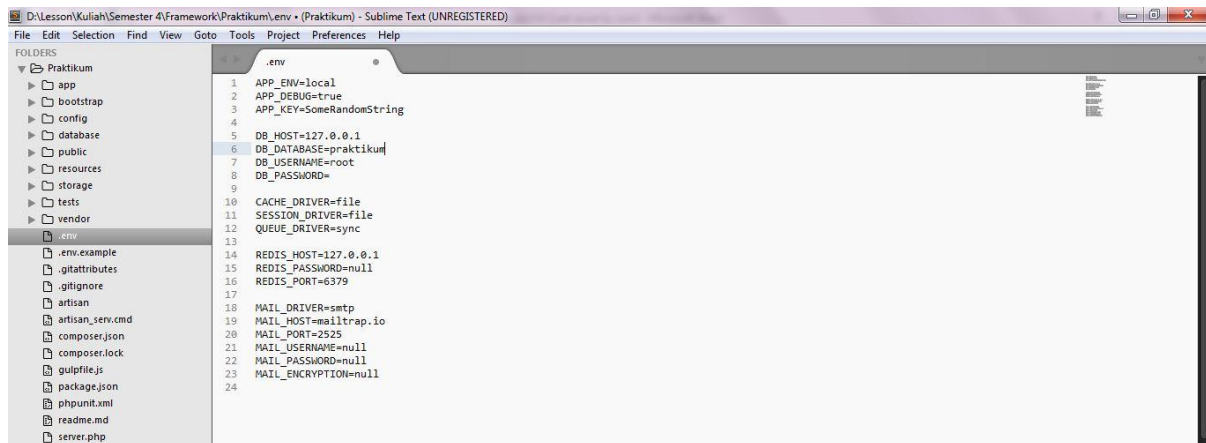 D:\Lesson\Kuliah\Semester 4\Framework\Praktikum\.env • (Praktikum) - Sublime Text (UNREGISTERED)
File Edit Selection Find View Goto Tools Project Preferences Help
FOLDERS
Praktikum
app
bootstrap
config
database
public
resources
storage
tests
vendor
.env
.env.example
.gitattributes
.gitignore
artisan
artisan_serv.cmd
composer.json
composer.lock
gulpfile.js
package.json
phpunit.xml
readme.md
server.php
.env
1 APP_ENV=local
2 APP_DEBUG=true
3 APP_KEY=SomeRandomString
4
5 DB_HOST=127.0.0.1
6 DB_DATABASE=praktikum
7 DB_USERNAME=root
8 DB_PASSWORD=
9
10 CACHE_DRIVER=file
11 SESSION_DRIVER=file
12 QUEUE_DRIVER=sync
13
14 REDIS_HOST=127.0.0.1
15 REDIS_PASSWORD=null
16 REDIS_PORT=6379
17
18 MAIL_DRIVER=smtp
19 MAIL_HOST=mailtrap.io
20 MAIL_PORT=2525
21 MAIL_USERNAME=null
22 MAIL_PASSWORD=null
23 MAIL_ENCRYPTION=null
24